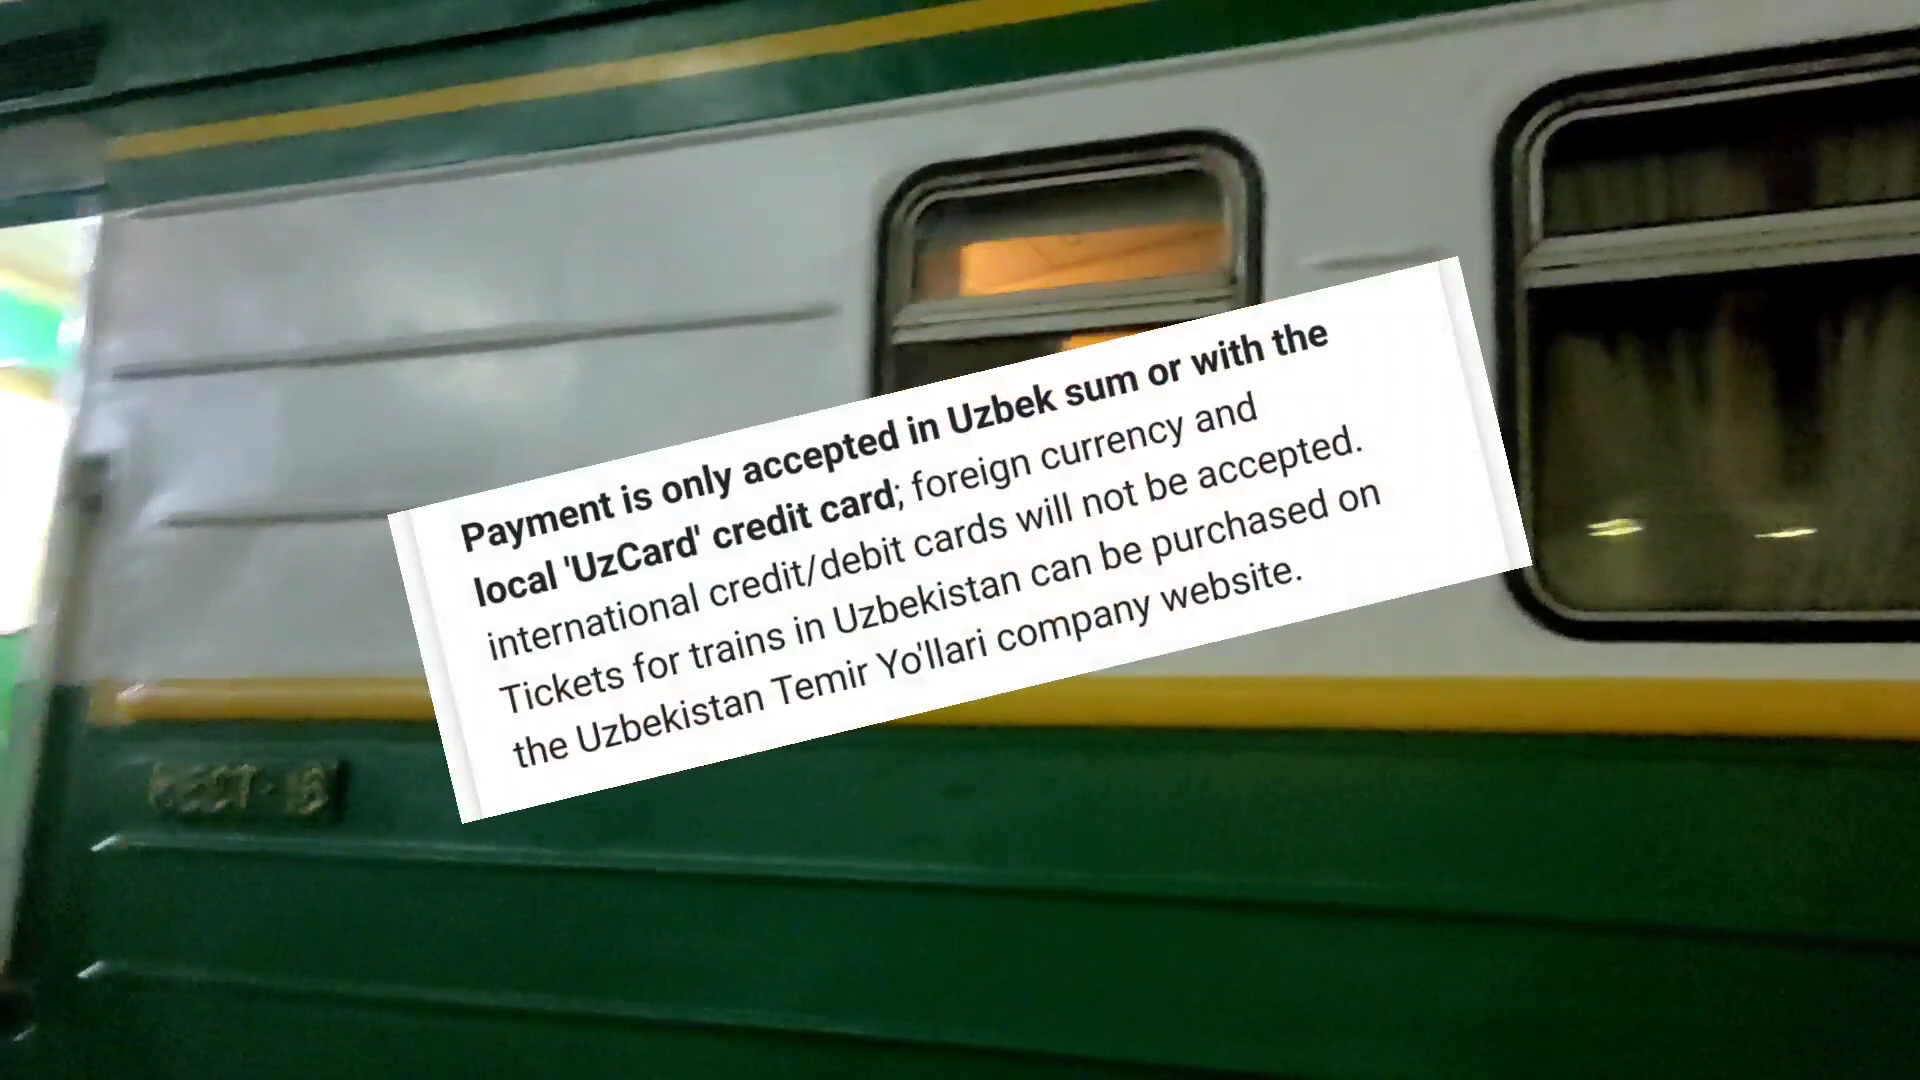 Payment is only accepted in Uzbek sum or with the
local 'UzCard' credit card; foreign currency and
international credit/debit cards will not be accepted.
Tickets for trains in Uzbekistan can be purchased on
the Uzbekistan Temir Yo'llari company website.